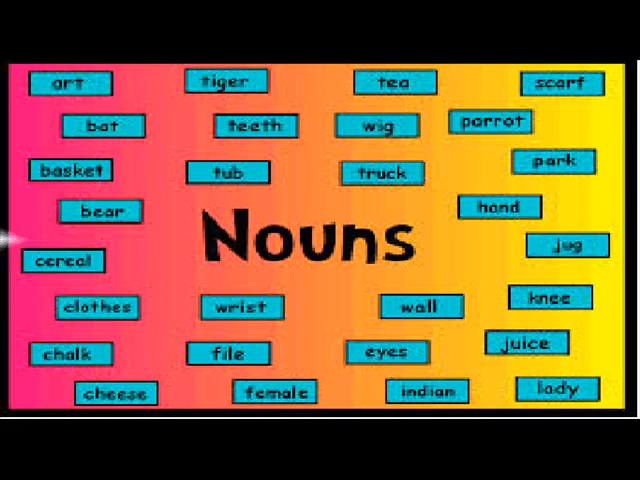 art
tiger
tea
scarf
bat
teeth
wig
parrot
basket
tub
truck
park
bear
hand
Nouns
jug
cereal
clothes
wrist
wall
knee
chalk
file
eyes
juice
cheese
female
indian
lady